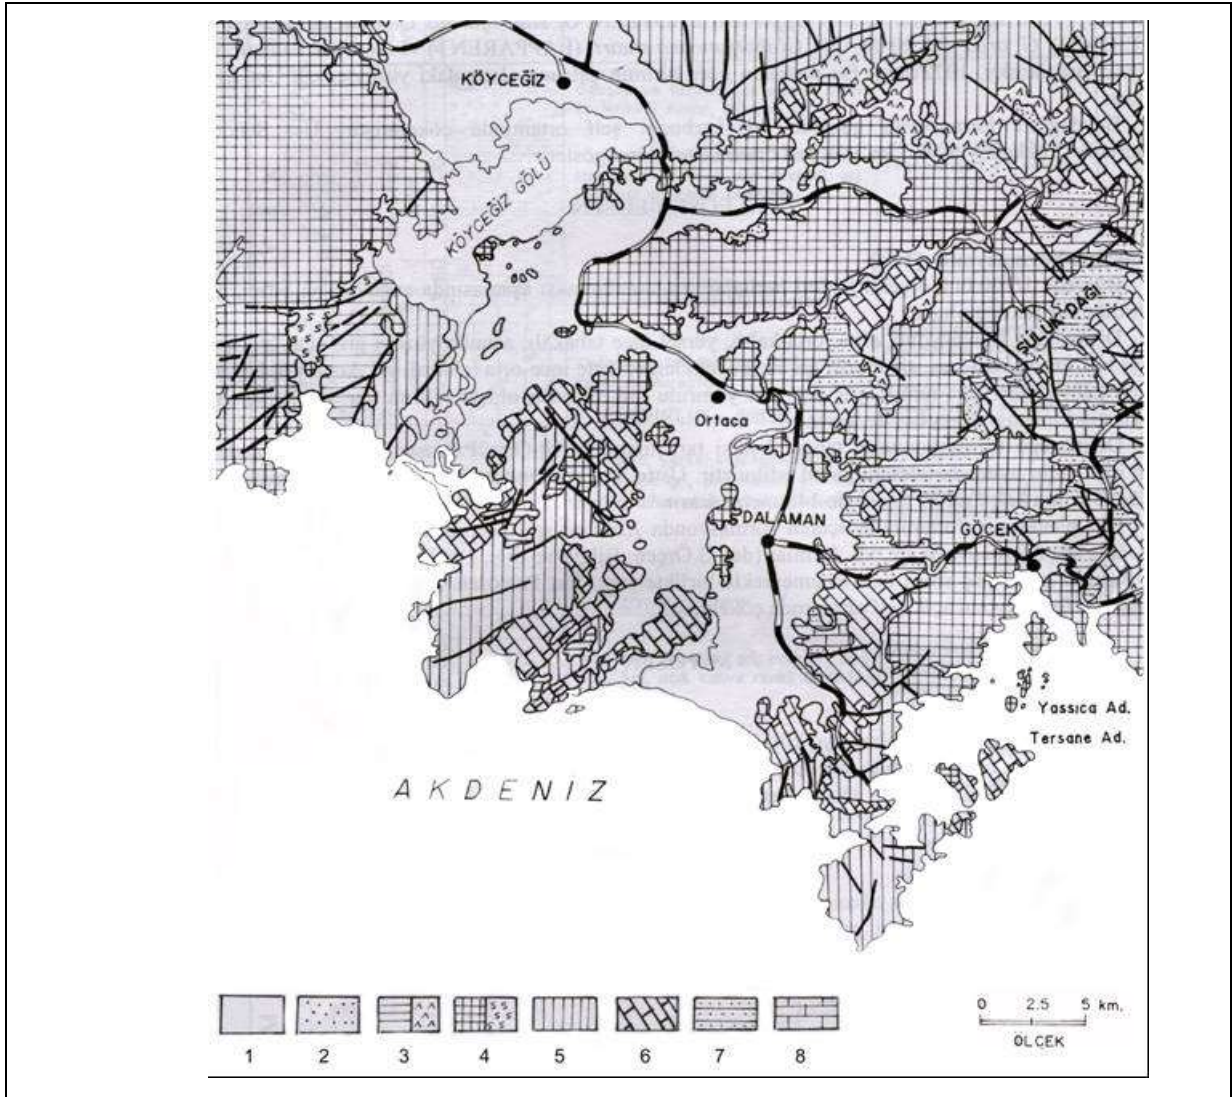 KÖYCEĞİZ
KÖYCEĞİZ GÖLÜ
SULUK DAĞI
Ortaca
DALAMAN
GÖCEK
Yassıca Ad.
Tersane Ad.
AKDENİZ
0 2.5 5 km.
ÖLÇEK
1 2 3 4 5 6 7 8